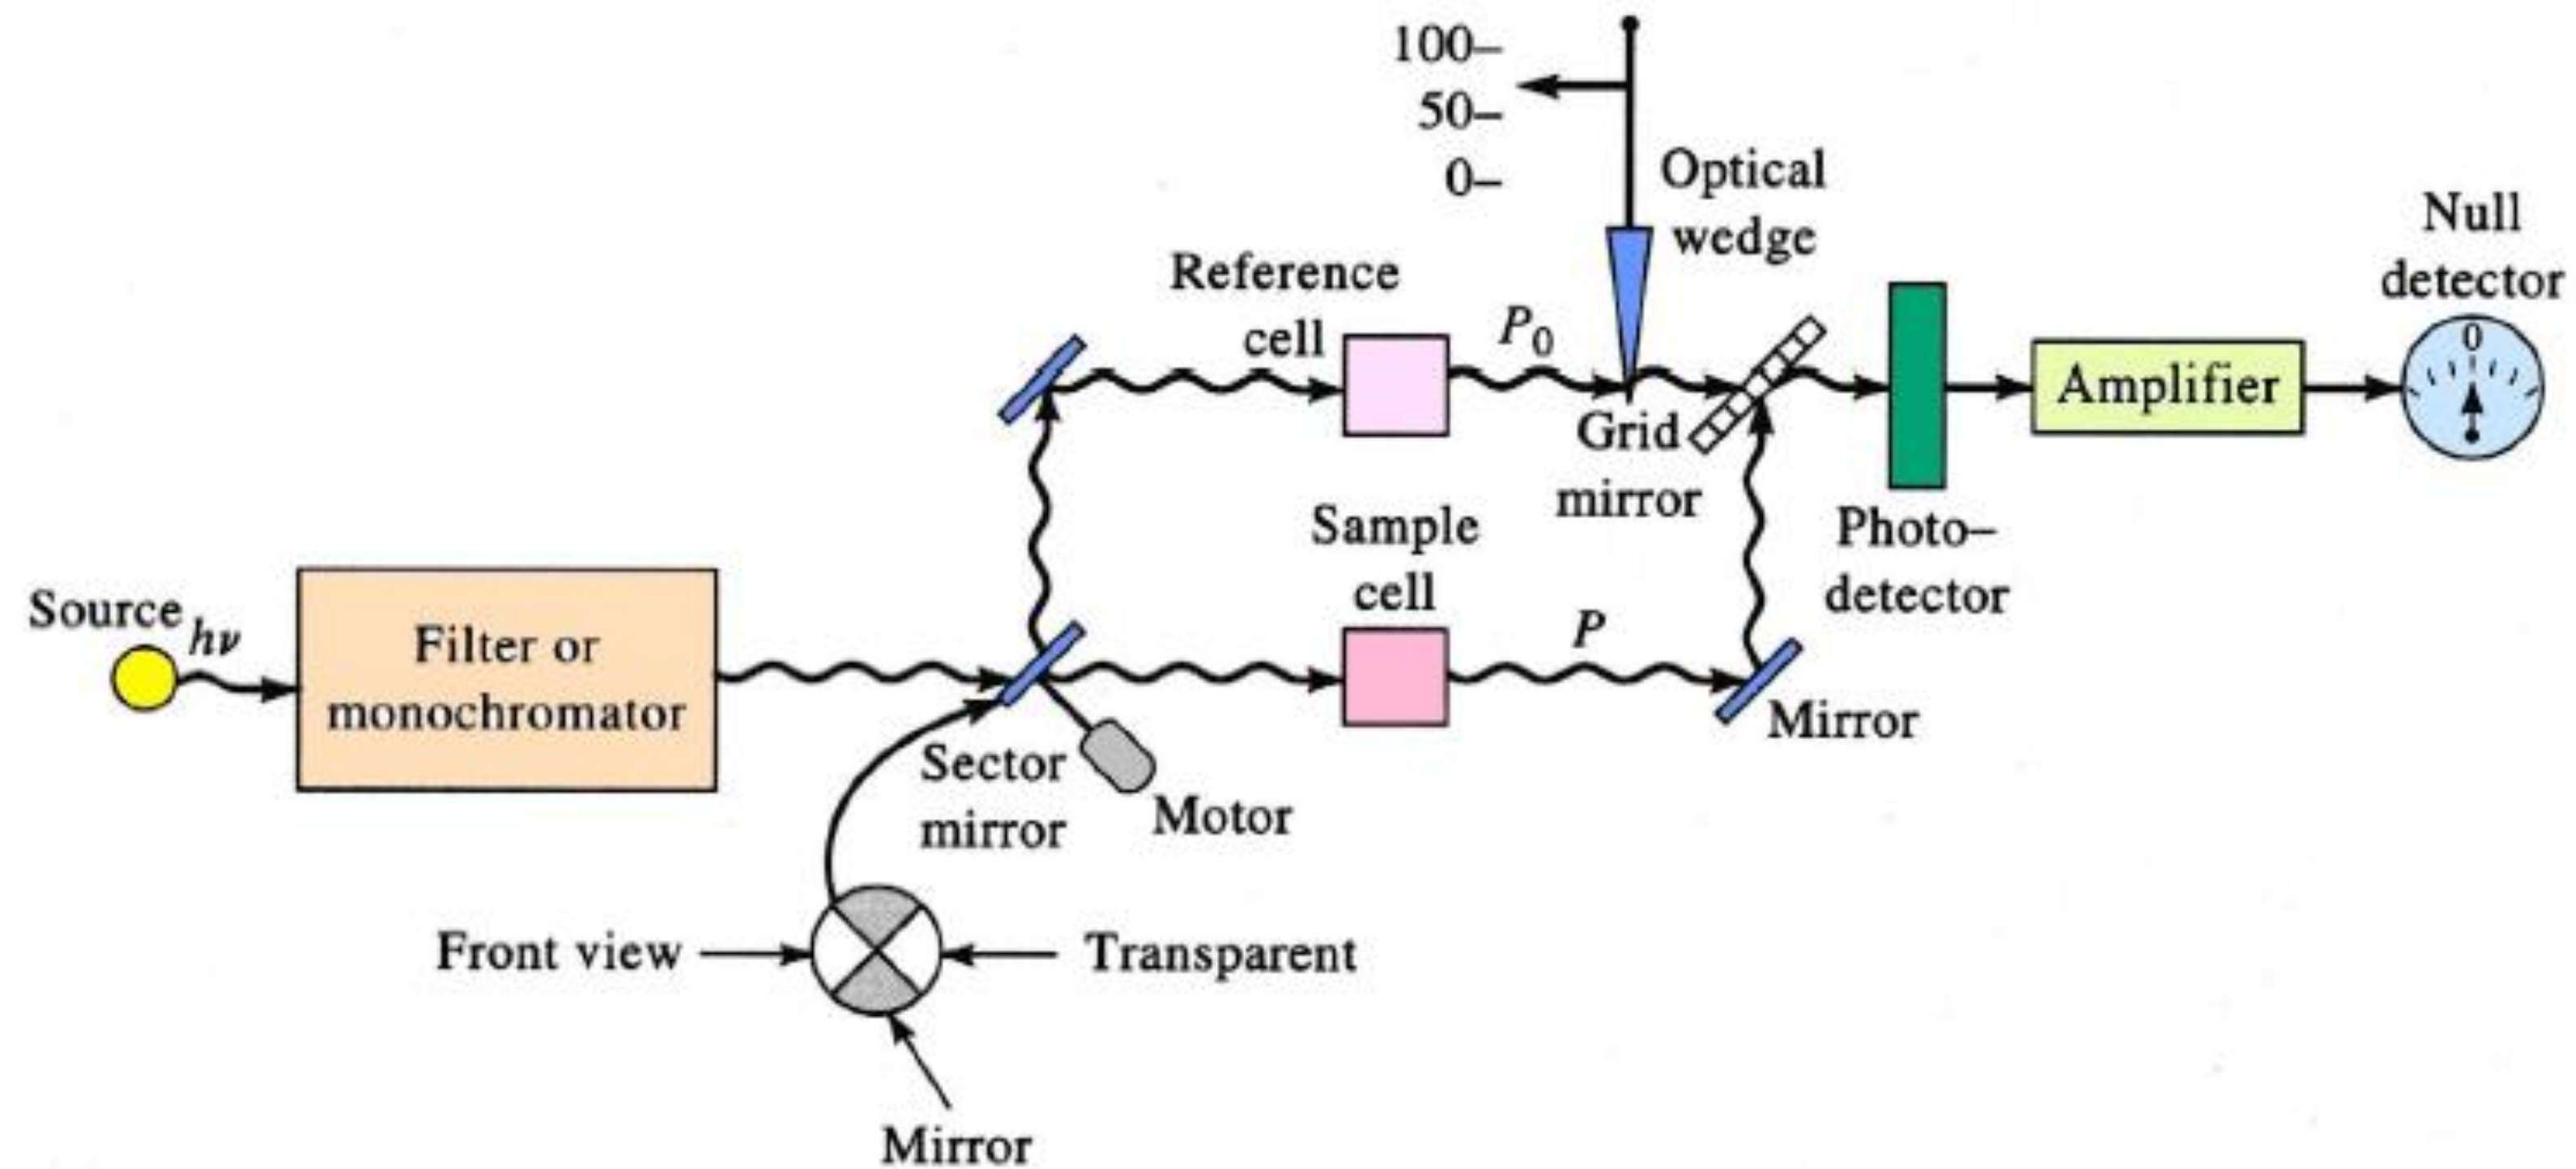 100–
50–
0–
Optical
wedge
Null
detector
0
Reference
cell
P0
Grid
mirror
Amplifier
Photo–
detector
Sample
cell
P
Mirror
Source
hν
Filter or
monochromator
Sector
mirror
Motor
Front view
Transparent
Mirror